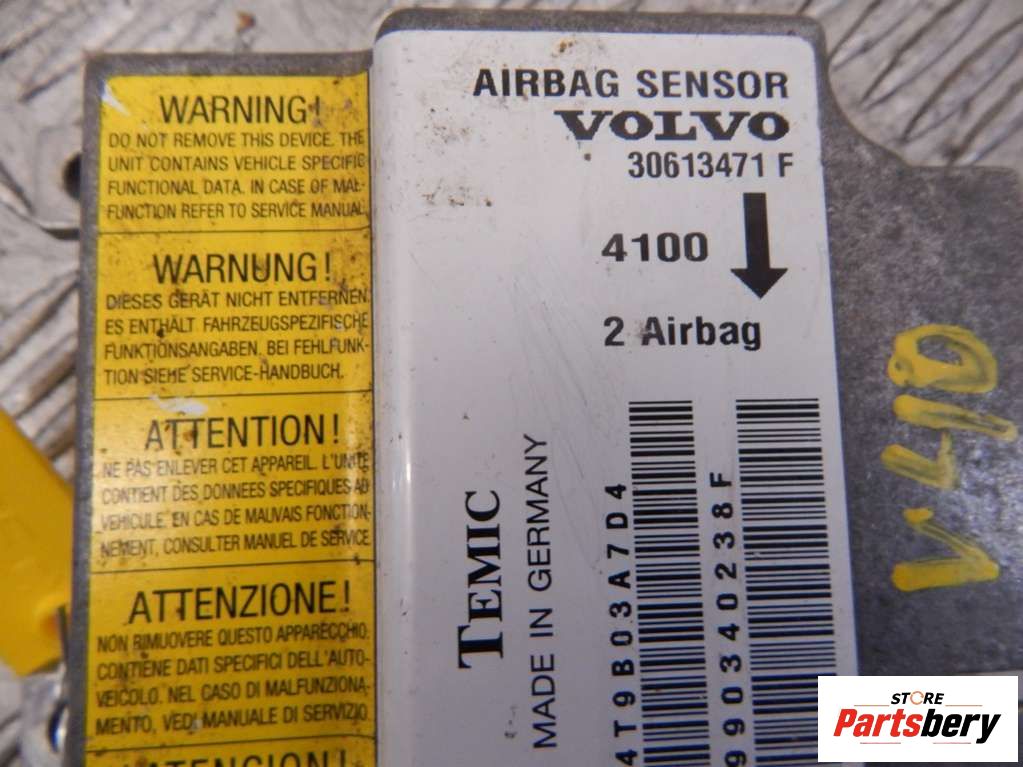 WARNING!
DO NOT REMOVE THIS DEVICE. THE
UNIT CONTAINS VEHICLE SPECIFIC
FUNCTIONAL DATA. IN CASE OF MAL-
FUNCTION REFER TO SERVICE MANUAL
WARNUNG!
DIESES GERÄT NICHT ENTFERNEN
ES ENTHÄLT FAHRZEUGSPEZIFISCHE
FUNKTIONSANGABEN. BEI FEHLFUNK-
TION SIEHE SERVICE-HANDBUCH.
ATTENTION!
NE PAS ENLEVER CET APPAREIL. L'UNITE
CONTIENT DES DONNEES SPECIFIQUES AU
VEHICULE. EN CAS DE MAUVAIS FONCTION-
NEMENT, CONSULTER MANUEL DE SERVICE
ATTENZIONE!
NON RIMUOVERE QUESTO APPARECCHIO.
CONTIENE DATI SPECIFICI DELL'AUTO-
VEICOLO. NEL CASO DI MALFUNZIONA-
MENTO, VEDI MANUALE DI SERVIZIO
ATENCION!
AIRBAG SENSOR
VOLVO
30613471 F
4100
2 Airbag
TEMIC
MADE IN GERMANY
4T9B03A7D4
990340238F
V40
STORE
Partsbery